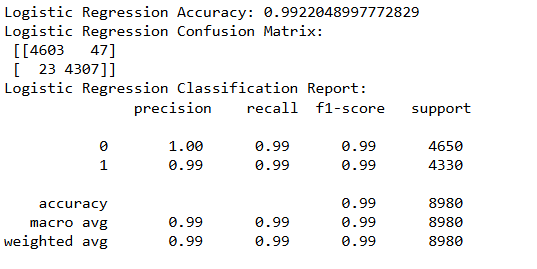 Logistic Regression Accuracy: 0.9922048997772829
Logistic Regression Confusion Matrix:
[[4603 47]
[ 23 4307]]
Logistic Regression Classification Report:
precision recall f1-score support
0 1.00 0.99 0.99 4650
1 0.99 0.99 0.99 4330
accuracy 0.99 8980
macro avg 0.99 0.99 0.99 8980
weighted avg 0.99 0.99 0.99 8980